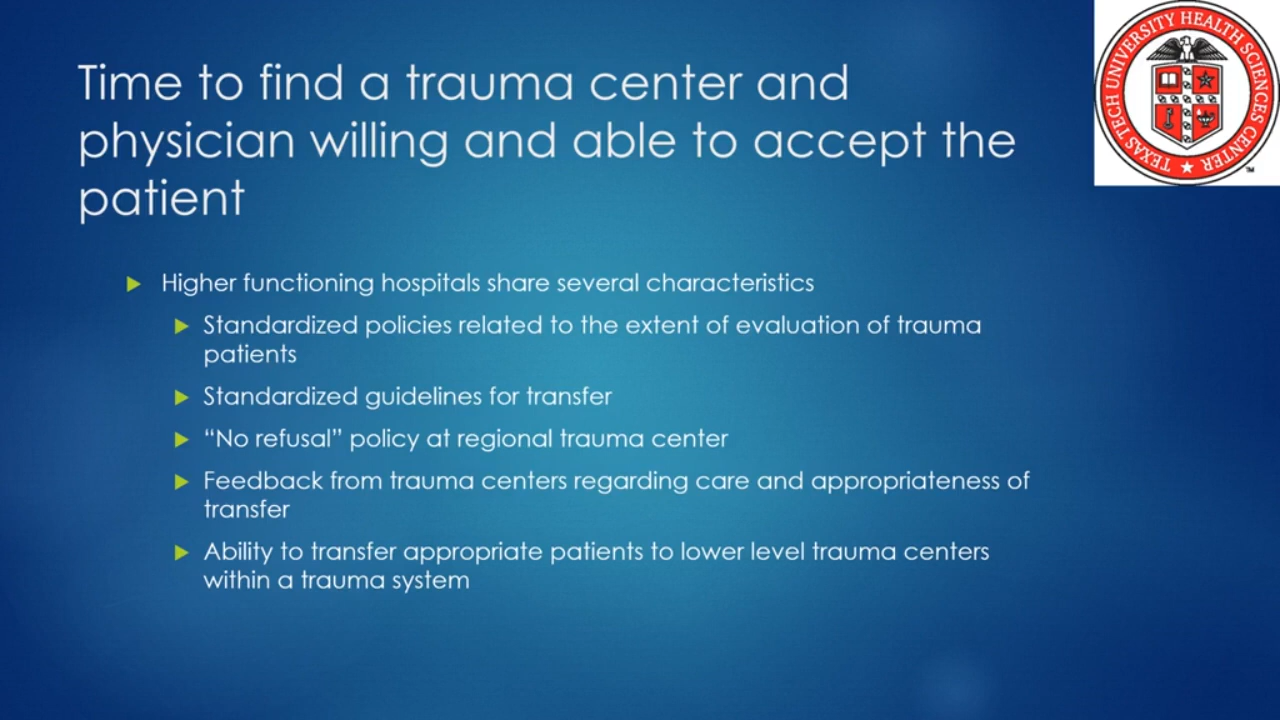 Time to find a trauma center and
physician willing and able to accept the
patient
Higher functioning hospitals share several characteristics
Standardized policies related to the extent of evaluation of trauma
patients
Standardized guidelines for transfer
“No refusal” policy at regional trauma center
Feedback from trauma centers regarding care and appropriateness of
transfer
Ability to transfer appropriate patients to lower level trauma centers
within a trauma system
TEXAS TECH UNIVERSITY HEALTH SCIENCES CENTER
TM